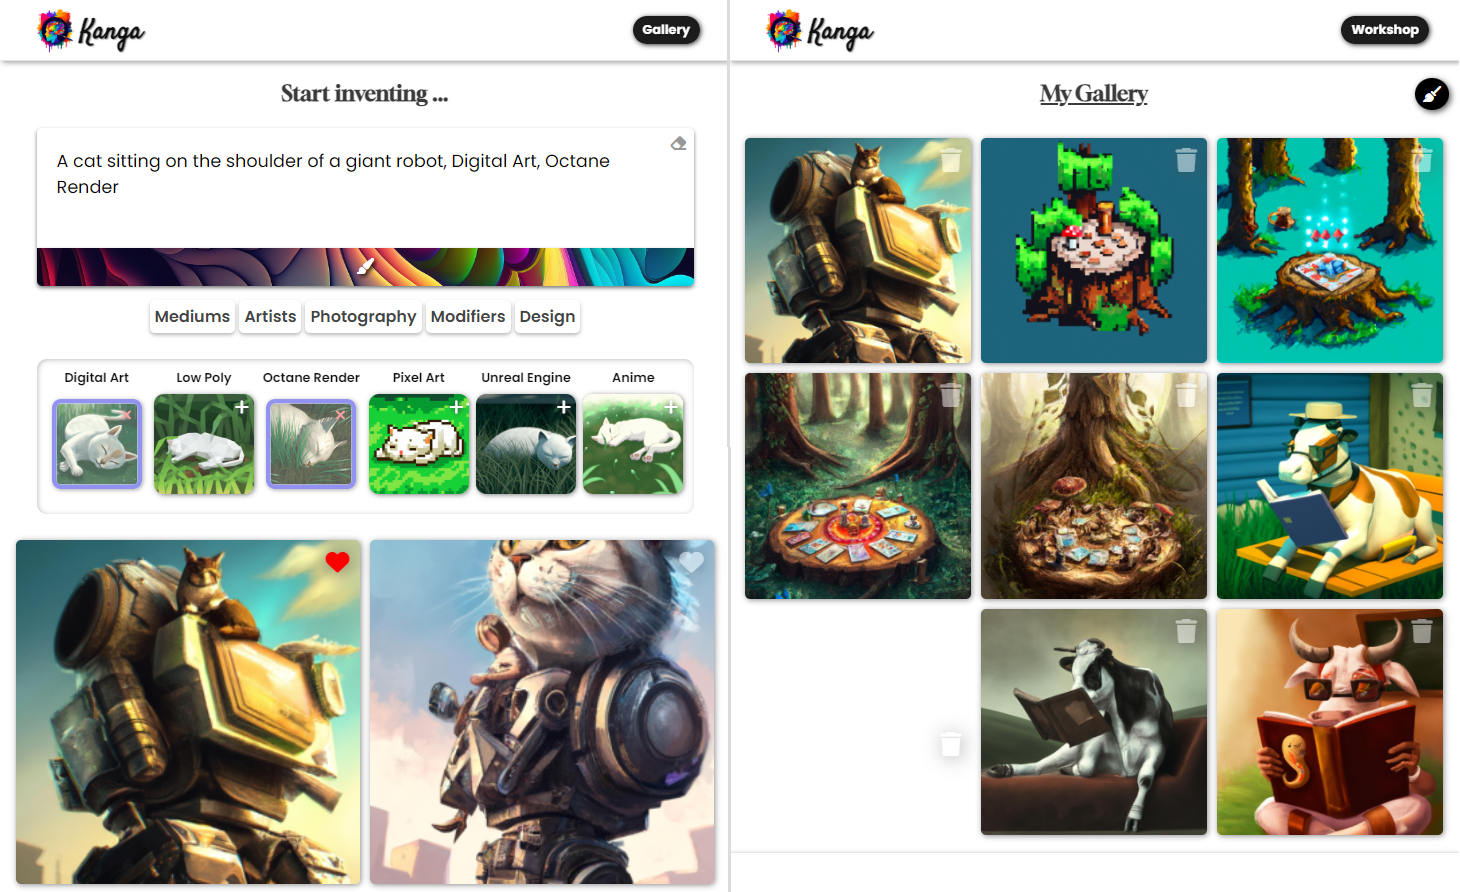 Kanga
Gallery
Start inventing ...
A cat sitting on the shoulder of a giant robot, Digital Art, Octane
Render
Mediums
Artists
Photography
Modifiers
Design
Digital Art
Low Poly
Octane Render
Pixel Art
Unreal Engine
Anime
Kanga
Workshop
My Gallery